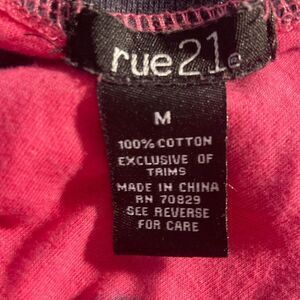 rue21®
M
100% COTTON
EXCLUSIVE OF
TRIMS
MADE IN CHINA
RN 70829
SEE REVERSE
FOR CARE